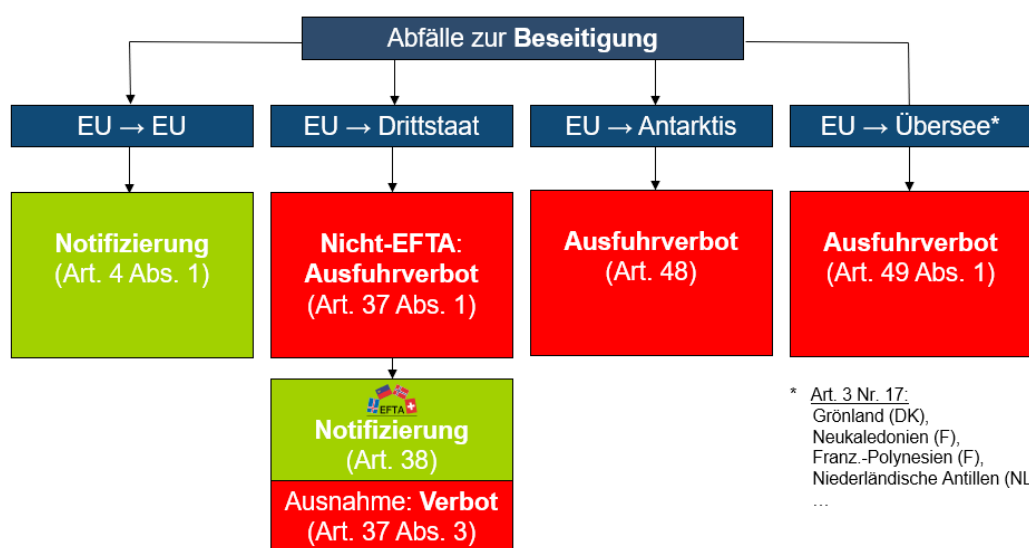 Abfälle zur Beseitigung
EU → EU
EU → Drittstaat
EU → Antarktis
EU → Übersee*
Notifizierung
(Art. 4 Abs. 1)
Nicht-EFTA:
Ausfuhrverbot
(Art. 37 Abs. 1)
Ausfuhrverbot
(Art. 48)
Ausfuhrverbot
(Art. 49 Abs. 1)
EFTA
Notifizierung
(Art. 38)
Ausnahme: Verbot
(Art. 37 Abs. 3)
* Art. 3 Nr. 17:
Grönland (DK),
Neukaledonien (F),
Franz.-Polynesien (F),
Niederländische Antillen (NL
...